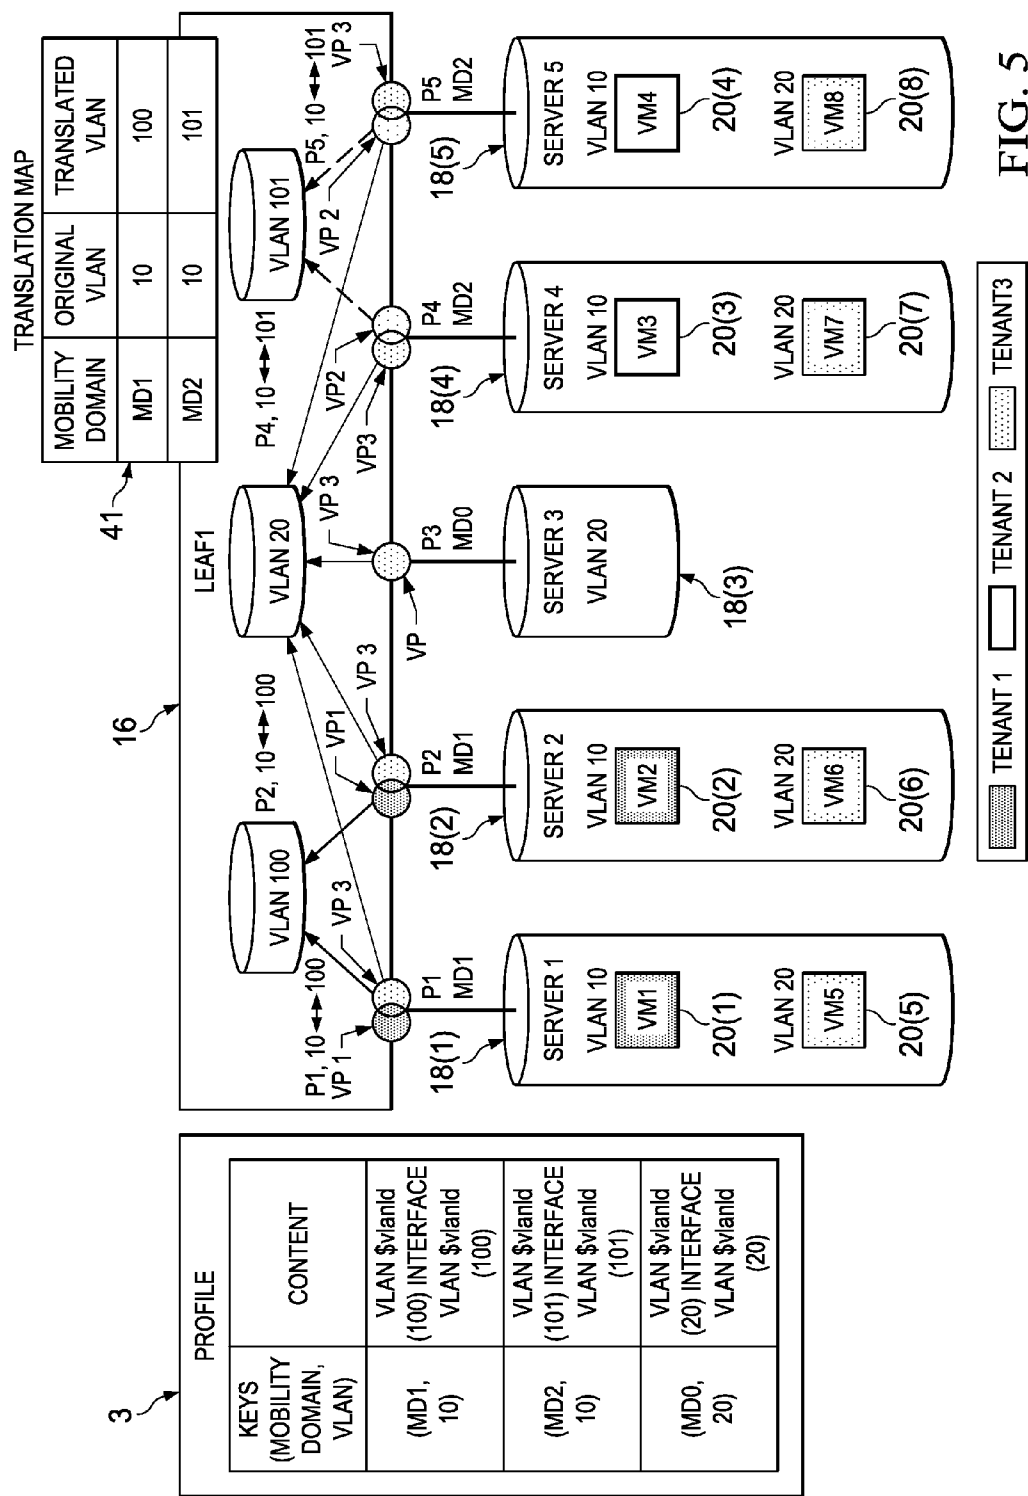 TRANSLATION MAP
MOBILITY DOMAIN
ORIGINAL VLAN
TRANSLATED VLAN
MD1
10
100
MD2
10
101
41
16
LEAF1
3
PROFILE
KEYS
(MOBILITY
DOMAIN,
VLAN)
CONTENT
(MD1,
10)
VLAN $vlanId
(100) INTERFACE
VLAN $vlanId
(100)
(MD2,
10)
VLAN $vlanId
(101) INTERFACE
VLAN $vlanId
(101)
(MD0,
20)
VLAN $vlanId
(20) INTERFACE
VLAN $vlanId
(20)
VLAN 100
VLAN 20
VLAN 101
P1, 10 100
VP 1
VP 3
P2, 10 100
VP1
VP 3
VP 3
VP
P4, 10 101
VP2
VP3
P5, 10 101
VP 2
VP 3
P1
MD1
P2
MD1
P3
MD0
P4
MD2
P5
MD2
18(1)
SERVER 1
VLAN 10
VM1
20(1)
VLAN 20
VM5
20(5)
18(2)
SERVER 2
VLAN 10
VM2
20(2)
VLAN 20
VM6
20(6)
SERVER 3
VLAN 20
18(3)
18(4)
SERVER 4
VLAN 10
VM3
20(3)
VLAN 20
VM7
20(7)
18(5)
SERVER 5
VLAN 10
VM4
20(4)
VLAN 20
VM8
20(8)
TENANT 1
TENANT 2
TENANT3
FIG. 5